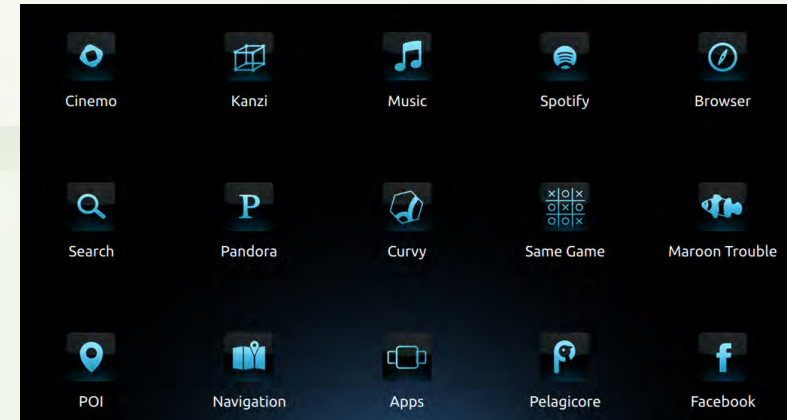 Cinemo Kanzi Music Spotify Browser
Search Pandora Curvy Same Game Maroon Trouble
POI Navigation Apps Pelagicore Facebook